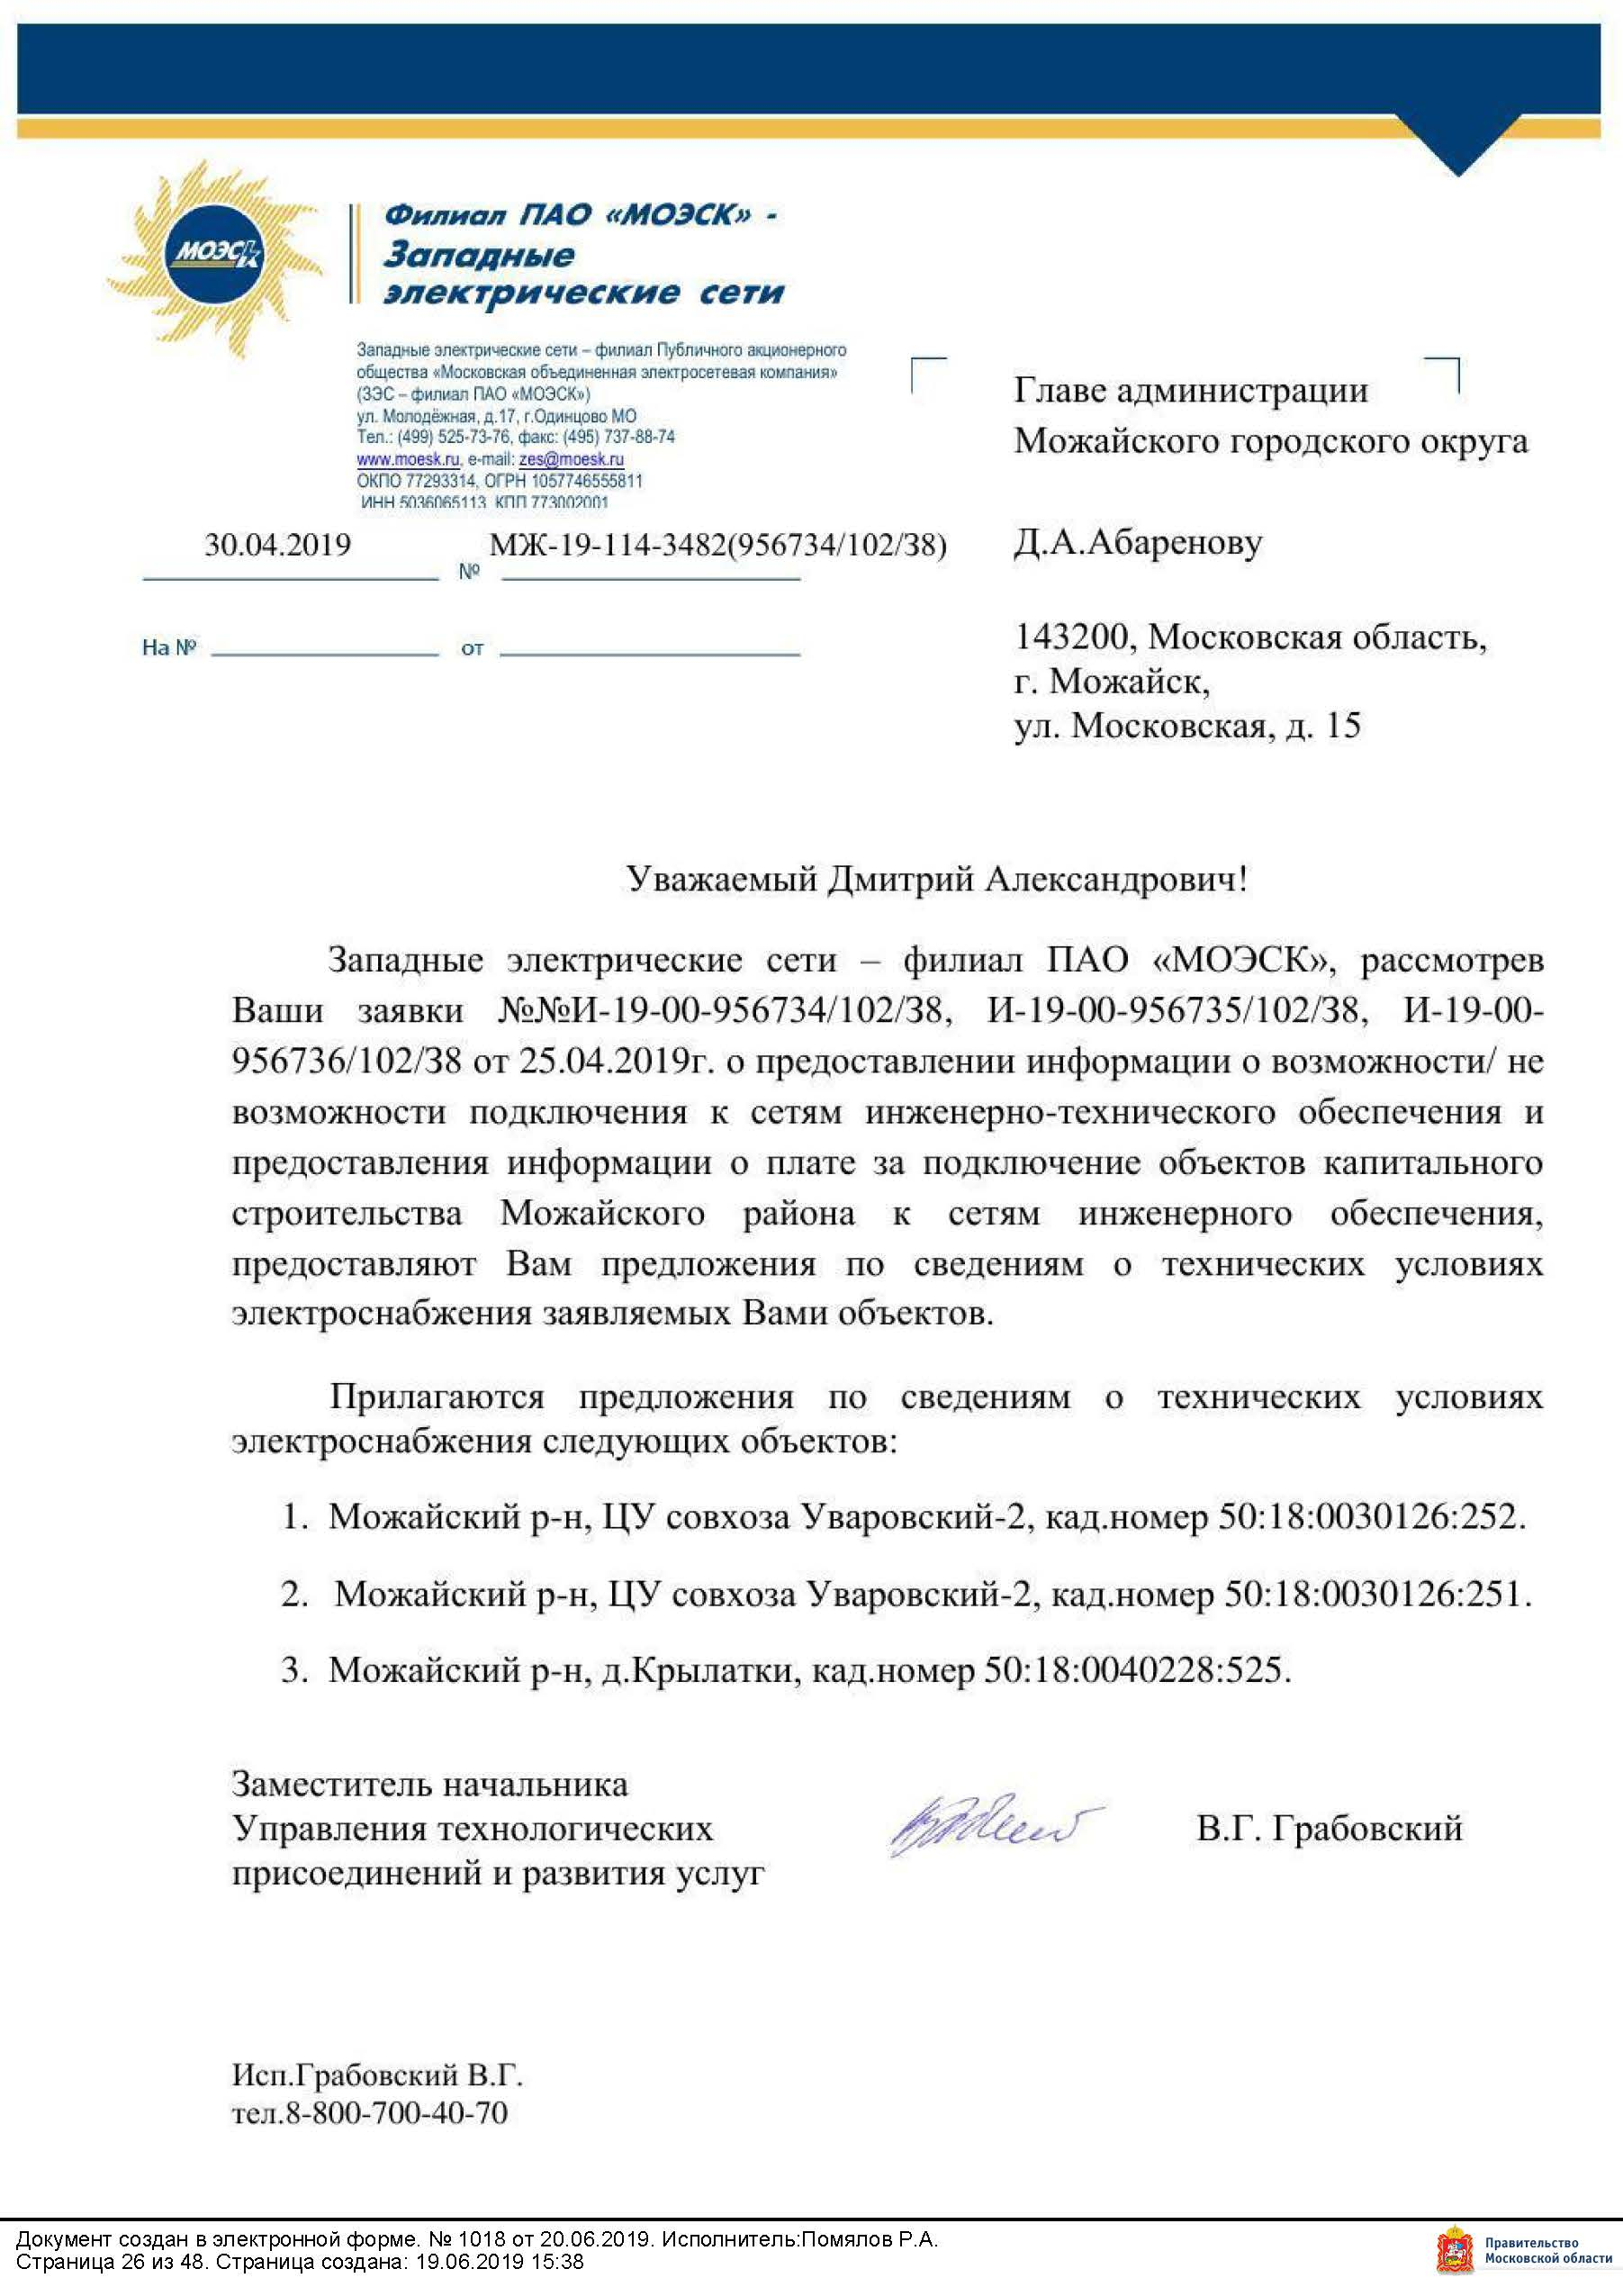 МОЭСК
Филиал ПАО «МОЭСК» -
Западные
электрические сети
Западные электрические сети – филиал Публичного акционерного
общества «Московская объединенная электросетевая компания»
(ЗЭС – филиал ПАО «МОЭСК»)
ул. Молодёжная, д.17, г.Одинцово МО
Тел.: (499) 525-73-76, факс: (495) 737-88-74
www.moesk.ru, e-mail: zes@moesk.ru
ОКПО 77293314, ОГРН 1057746555811
ИНН 5036065113 КПП 773002001
30.04.2019 № МЖ-19-114-3482(956734/102/38)
На № от
Главе администрации
Можайского городского округа
Д.А.Абаренову
143200, Московская область,
г. Можайск,
ул. Московская, д. 15
Уважаемый Дмитрий Александрович!
Западные электрические сети – филиал ПАО «МОЭСК», рассмотрев
Ваши заявки №№И-19-00-956734/102/38, И-19-00-956735/102/38, И-19-00-
956736/102/38 от 25.04.2019г. о предоставлении информации о возможности/ не
возможности подключения к сетям инженерно-технического обеспечения и
предоставления информации о плате за подключение объектов капитального
строительства Можайского района к сетям инженерного обеспечения,
предоставляют Вам предложения по сведениям о технических условиях
электроснабжения заявляемых Вами объектов.
Прилагаются предложения по сведениям о технических условиях
электроснабжения следующих объектов:
1. Можайский р-н, ЦУ совхоза Уваровский-2, кад.номер 50:18:0030126:252.
2. Можайский р-н, ЦУ совхоза Уваровский-2, кад.номер 50:18:0030126:251.
3. Можайский р-н, д.Крылатки, кад.номер 50:18:0040228:525.
Заместитель начальника
Управления технологических
присоединений и развития услуг
В.Г. Грабовский
Исп.Грабовский В.Г.
тел.8-800-700-40-70
Документ создан в электронной форме. № 1018 от 20.06.2019. Исполнитель:Помялов Р.А.
Страница 26 из 48. Страница создана: 19.06.2019 15:38
Правительство
Московской области